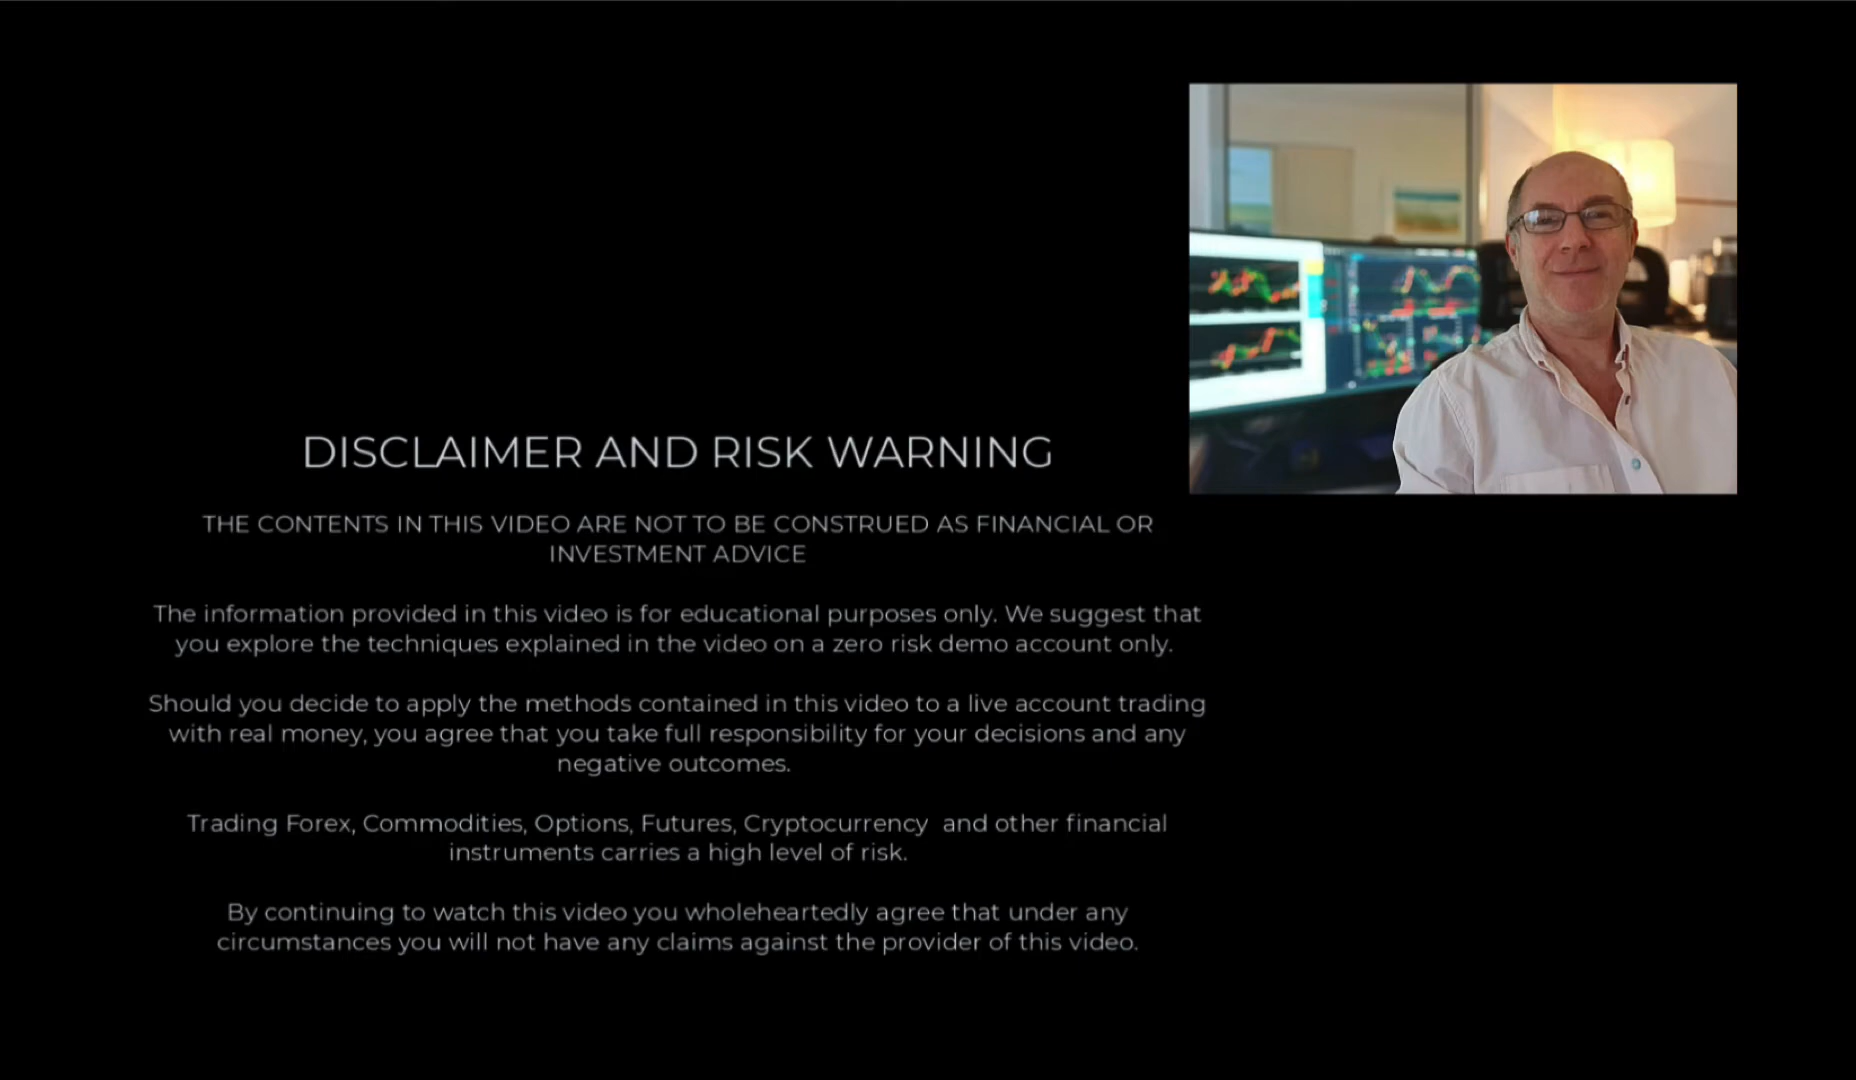 DISCLAIMER AND RISK WARNING
THE CONTENTS IN THIS VIDEO ARE NOT TO BE CONSTRUED AS FINANCIAL OR
INVESTMENT ADVICE
The information provided in this video is for educational purposes only. We suggest that
you explore the techniques explained in the video on a zero risk demo account only.
Should you decide to apply the methods contained in this video to a live account trading
with real money, you agree that you take full responsibility for your decisions and any
negative outcomes.
Trading Forex, Commodities, Options, Futures, Cryptocurrency  and other financial
instruments carries a high level of risk.
By continuing to watch this video you wholeheartedly agree that under any
circumstances you will not have any claims against the provider of this video.